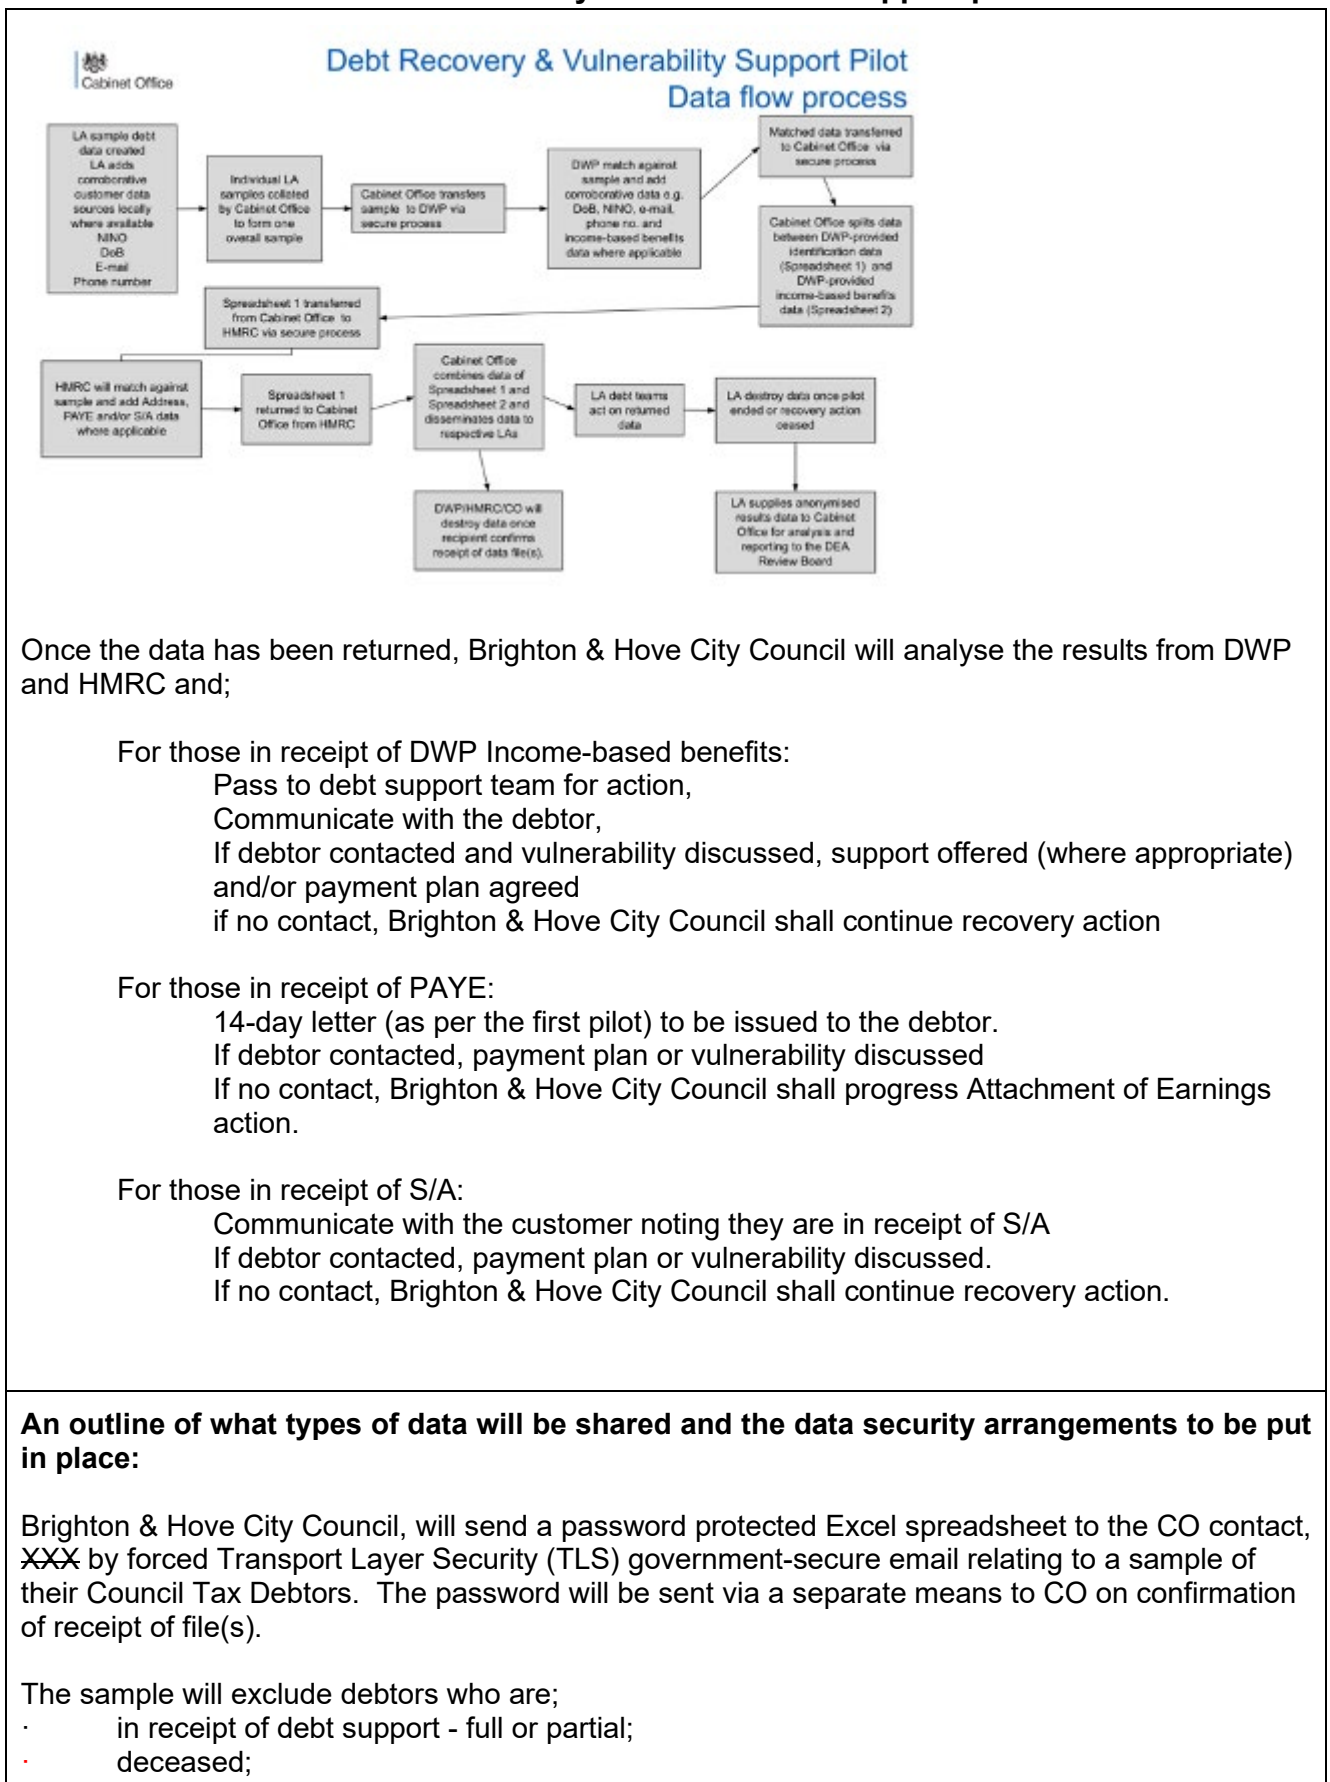 Cabinet Office
Debt Recovery & Vulnerability Support Pilot
Data flow process
LA sample debt
data created
LA adds
corroborative
customer data
sources locally
where available
NINO
DoB
E-mail
Phone number
Individual LA
samples collated
by Cabinet Office
to form one
overall sample
Cabinet Office transfers
sample to DWP via
secure process
DWP match against
sample and add
corroborative data e.g.
DoB, NINO, e-mail,
phone no. and
income-based benefits
data where applicable
Matched data transferred
to Cabinet Office via
secure process
Cabinet Office splits data
between DWP-provided
identification data
(Spreadsheet 1) and
DWP-provided
income-based benefits
data (Spreadsheet 2)
Spreadsheet 1 transferred
from Cabinet Office to
HMRC via secure process
HMRC will match against
sample and add Address,
PAYE and/or S/A data
where applicable
Spreadsheet 1
returned to Cabinet
Office from HMRC
Cabinet Office
combines data of
Spreadsheet 1 and
Spreadsheet 2 and
disseminates data to
respective LAs
LA debt teams
act on returned
data
LA destroy data once pilot
ended or recovery action
ceased
DWP/HMRC/CO will
destroy data once
recipient confirms
receipt of data file(s).
LA supplies anonymised
results data to Cabinet
Office for analysis and
reporting to the DEA
Review Board
Once the data has been returned, Brighton & Hove City Council will analyse the results from DWP
and HMRC and;
For those in receipt of DWP Income-based benefits:
Pass to debt support team for action,
Communicate with the debtor,
If debtor contacted and vulnerability discussed, support offered (where appropriate)
and/or payment plan agreed
if no contact, Brighton & Hove City Council shall continue recovery action
For those in receipt of PAYE:
14-day letter (as per the first pilot) to be issued to the debtor.
If debtor contacted, payment plan or vulnerability discussed
If no contact, Brighton & Hove City Council shall progress Attachment of Earnings
action.
For those in receipt of S/A:
Communicate with the customer noting they are in receipt of S/A
If debtor contacted, payment plan or vulnerability discussed.
If no contact, Brighton & Hove City Council shall continue recovery action.
An outline of what types of data will be shared and the data security arrangements to be put
in place:
Brighton & Hove City Council, will send a password protected Excel spreadsheet to the CO contact,
XXX by forced Transport Layer Security (TLS) government-secure email relating to a sample of
their Council Tax Debtors. The password will be sent via a separate means to CO on confirmation
of receipt of file(s).
The sample will exclude debtors who are;
· in receipt of debt support - full or partial;
· deceased;